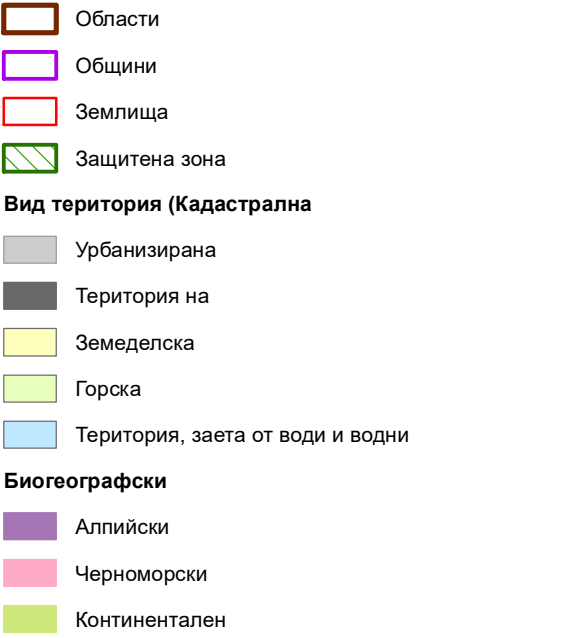 Области
Общини
Землища
Защитена зона
Вид територия (Кадастрална
Урбанизирана
Територия на
Земеделска
Горска
Територия, заета от води и водни
Биогеографски
Алпийски
Черноморски
Континентален